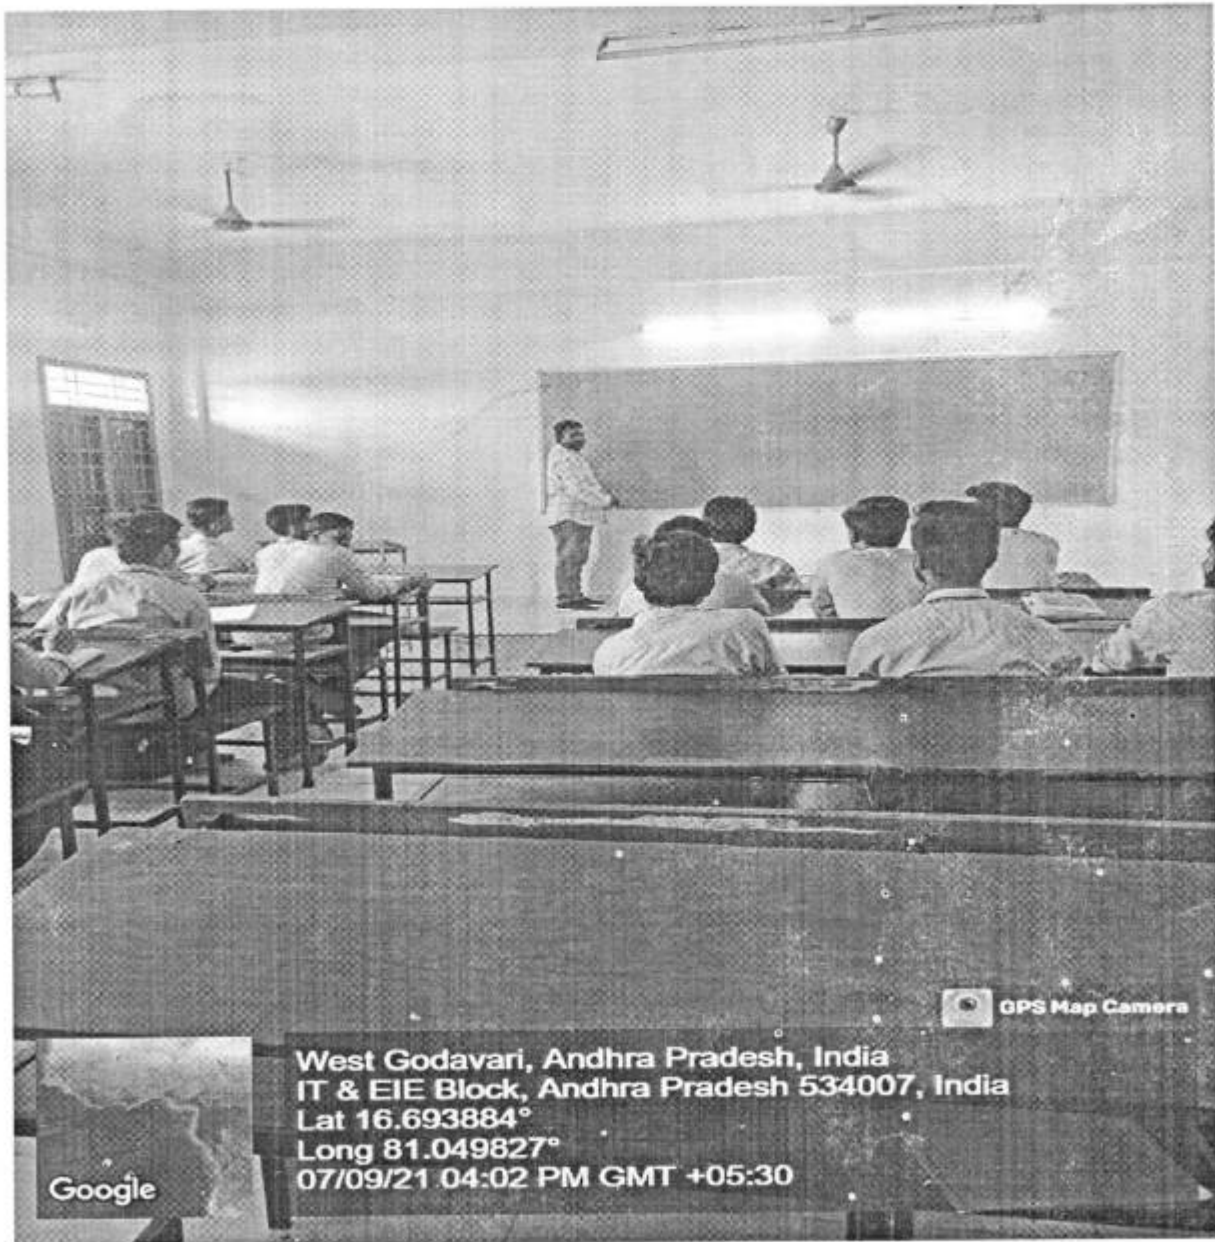 GPS Map Camera
West Godavari, Andhra Pradesh, India
IT & EIE Block, Andhra Pradesh 534007, India
Lat 16.693884°
Long 81.049827°
07/09/21 04:02 PM GMT +05:30
Google